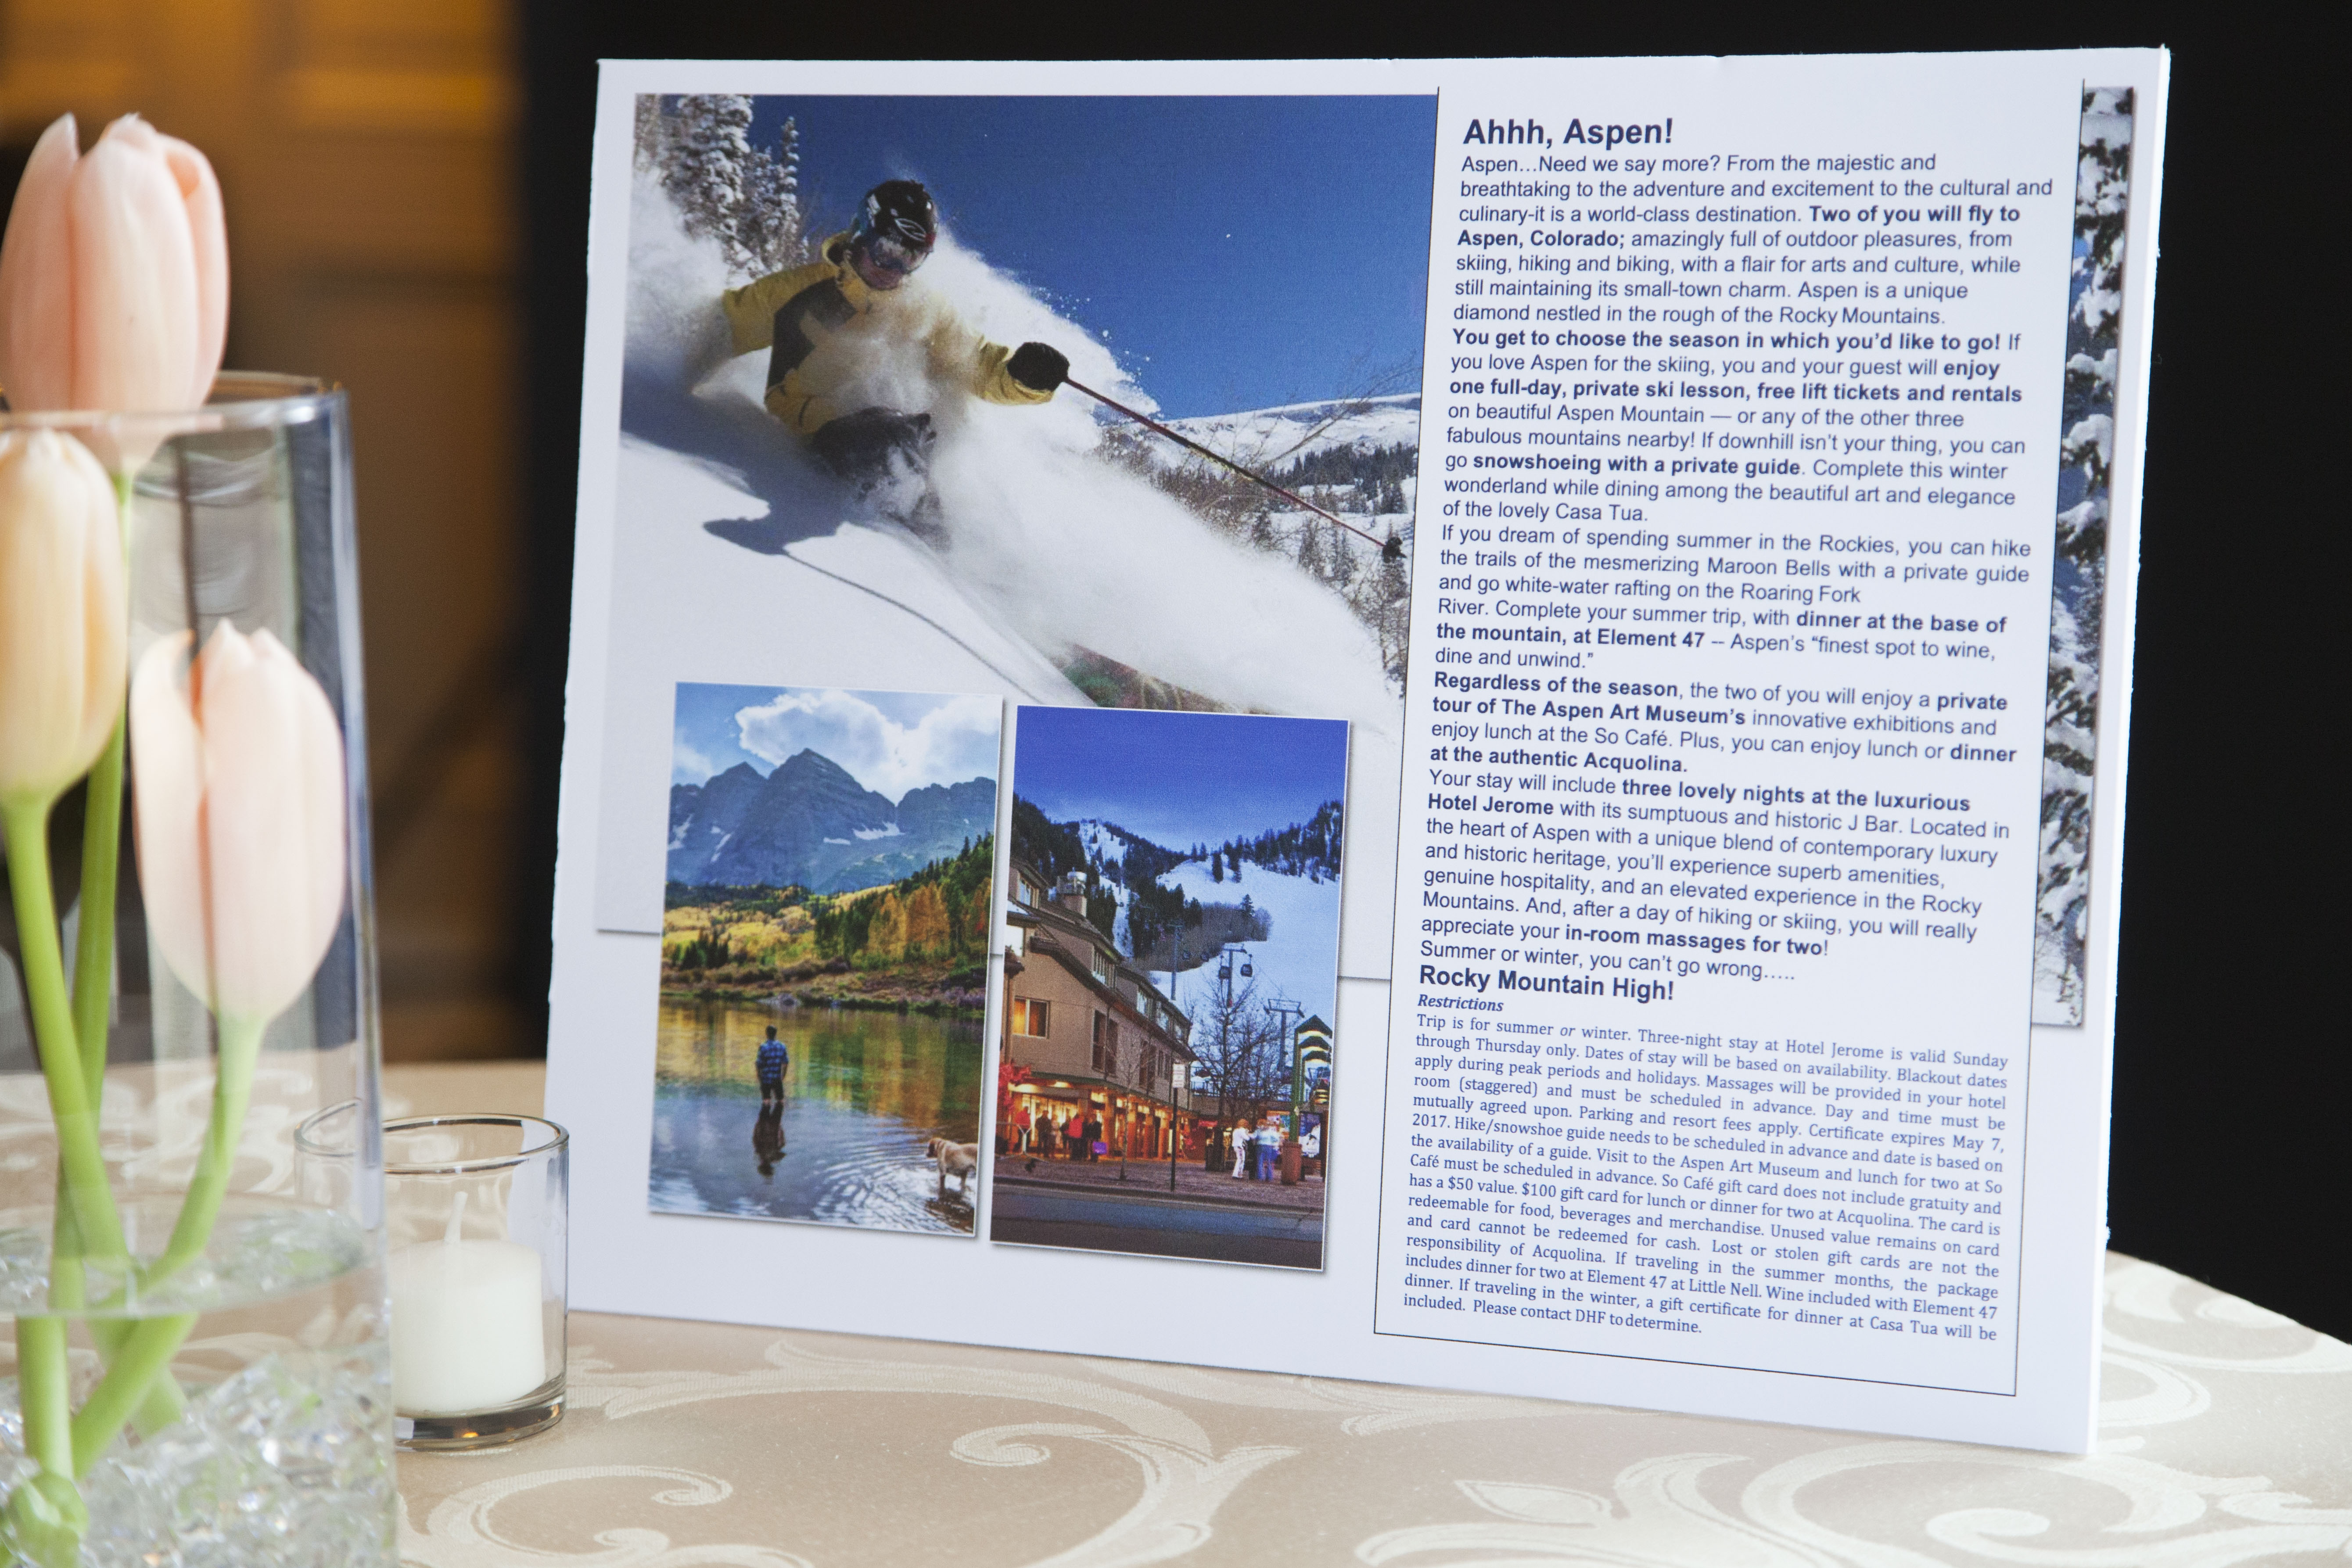 Ahhh, Aspen!
Aspen...Need we say more? From the majestic and
breathtaking to the adventure and excitement to the cultural and
culinary-it is a world-class destination. Two of you will fly to
Aspen, Colorado; amazingly full of outdoor pleasures, from
skiing, hiking and biking, with a flair for arts and culture, while
still maintaining its small-town charm. Aspen is a unique
diamond nestled in the rough of the Rocky Mountains.
You get to choose the season in which you'd like to go! If
you love Aspen for the skiing, you and your guest will enjoy
one full-day, private ski lesson, free lift tickets and rentals
on beautiful Aspen Mountain — or any of the other three
fabulous mountains nearby! If downhill isn't your thing, you can
go snowshoeing with a private guide. Complete this winter
wonderland while dining among the beautiful art and elegance
of the lovely Casa Tua.
If you dream of spending summer in the Rockies, you can hike
the trails of the mesmerizing Maroon Bells with a private guide
and go white-water rafting on the Roaring Fork
River. Complete your summer trip, with dinner at the base of
the mountain, at Element 47 -- Aspen's "finest spot to wine,
dine and unwind."
Regardless of the season, the two of you will enjoy a private
tour of The Aspen Art Museum's innovative exhibitions and
enjoy lunch at the So Café. Plus, you can enjoy lunch or dinner
at the authentic Acquolina.
Your stay will include three lovely nights at the luxurious
Hotel Jerome with its sumptuous and historic J Bar. Located in
the heart of Aspen with a unique blend of contemporary luxury
and historic heritage, you'll experience superb amenities,
genuine hospitality, and an elevated experience in the Rocky
Mountains. And, after a day of hiking or skiing, you will really
appreciate your in-room massages for two!
Summer or winter, you can't go wrong.....
Rocky Mountain High!
Restrictions
Trip is for summer or winter. Three-night stay at Hotel Jerome is valid Sunday
through Thursday only. Dates of stay will be based on availability. Blackout dates
apply during peak periods and holidays. Massages will be provided in your hotel
room (staggered) and must be scheduled in advance. Day and time must be
mutually agreed upon. Parking and resort fees apply. Certificate expires May 7,
2017. Hike/snowshoe guide needs to be scheduled in advance and date is based on
the availability of a guide. Visit to the Aspen Art Museum and lunch for two at So
Café must be scheduled in advance. So Café gift card does not include gratuity and
has a $50 value. $100 gift card for lunch or dinner for two at Acquolina. The card is
redeemable for food, beverages and merchandise. Unused value remains on card
and card cannot be redeemed for cash. Lost or stolen gift cards are not the
responsibility of Acquolina. If traveling in the summer months, the package
includes dinner for two at Element 47 at Little Nell. Wine included with Element 47
dinner. If traveling in the winter, a gift certificate for dinner at Casa Tua will be
included. Please contact DHF to determine.